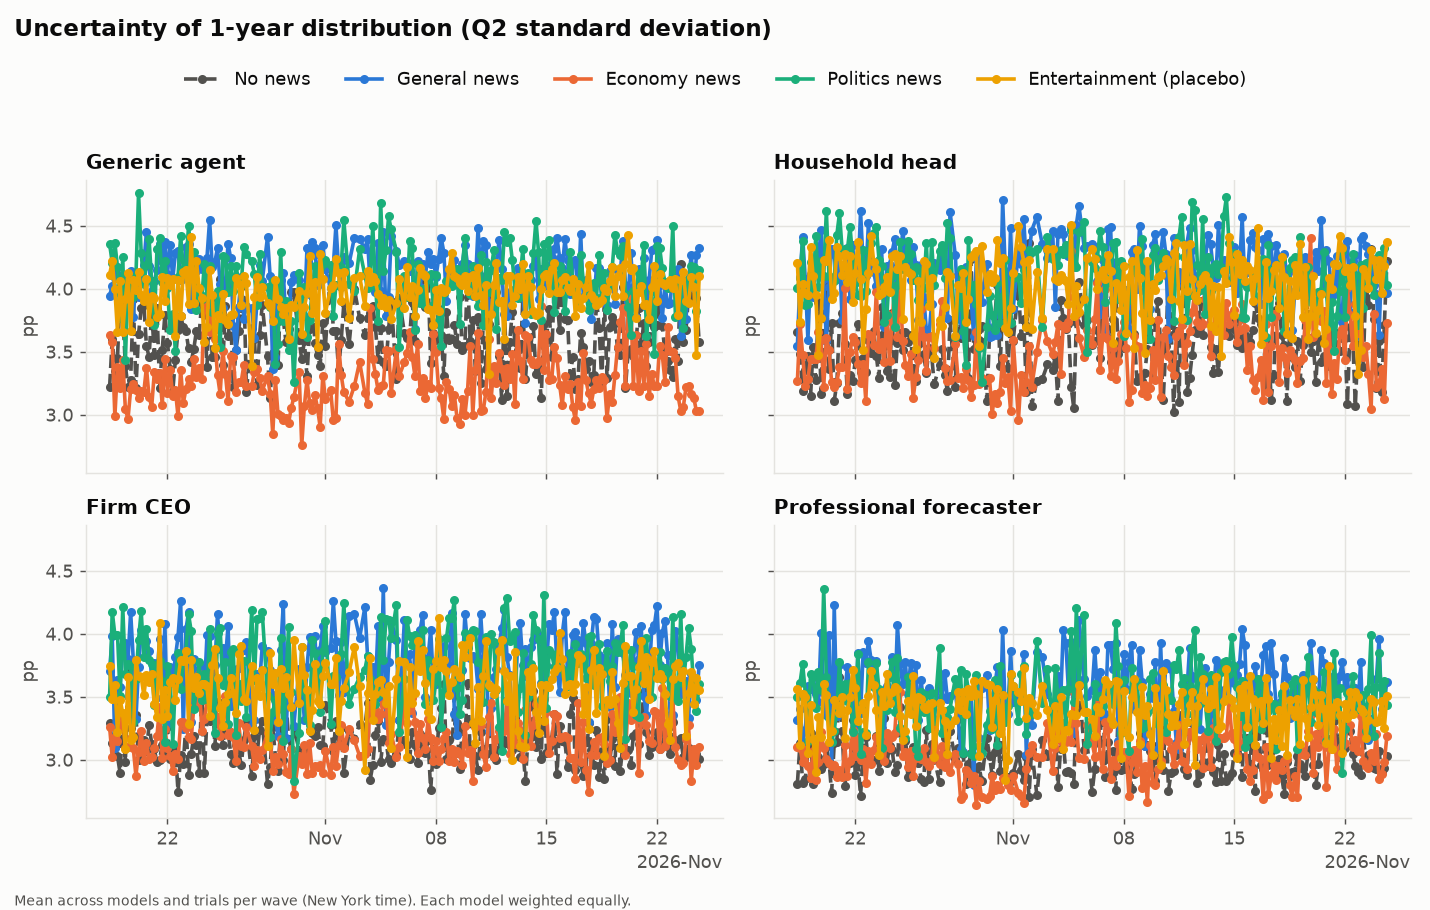 Uncertainty of 1-year distribution (Q2 standard deviation)
No news General news Economy news Politics news Entertainment (placebo)
Generic agent
Household head
4.5
4.0
3.5
3.0
pp
pp
Firm CEO
Professional forecaster
4.5
4.0
3.5
3.0
pp
pp
22 Nov 08 15 22
2026-Nov
22 Nov 08 15 22
2026-Nov
Mean across models and trials per wave (New York time). Each model weighted equally.